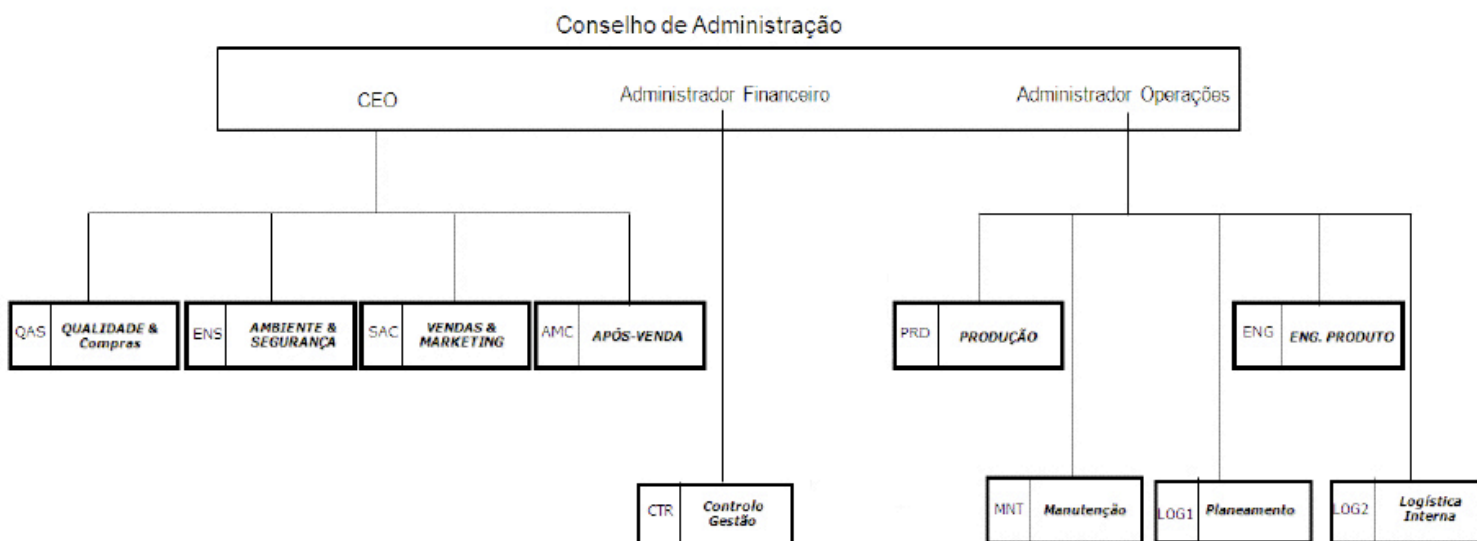 Conselho de Administração
CEO
Administrador Financeiro
Administrador Operações
QAS
QUALIDADE &
Compras
ENS
AMBIENTE &
SEGURANÇA
SAC
VENDAS &
MARKETING
AMC
APÓS-VENDA
PRD
PRODUÇÃO
ENG
ENG. PRODUTO
CTR
Controlo
Gestão
MNT
Manutenção
LOG1
Planeamento
LOG2
Logística
Interna